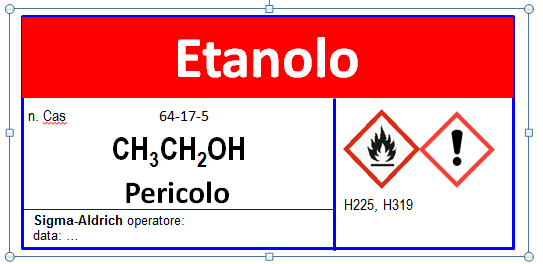 Etanolo
n. Cas 64-17-5
CH₃CH₂OH
Pericolo
H225, H319
Sigma-Aldrich operatore:
data: ...